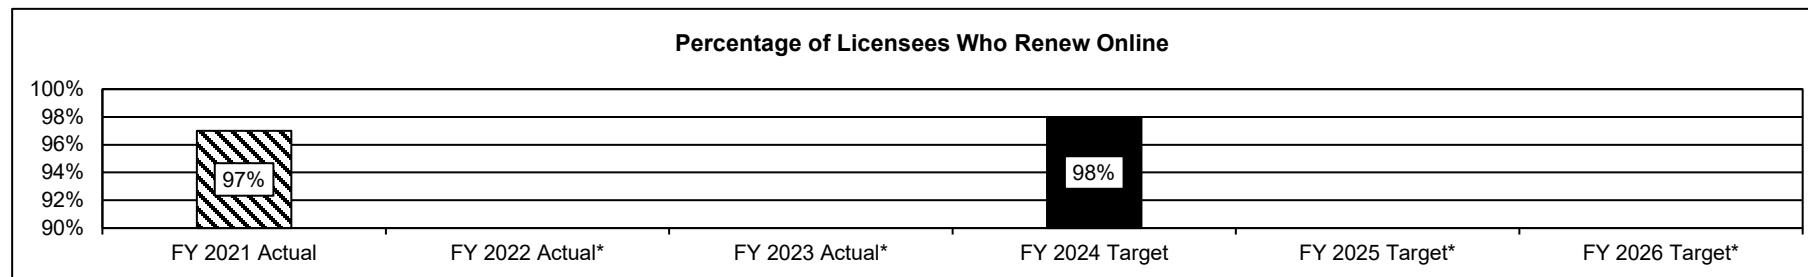 Percentage of Licensees Who Renew Online
100%
98%
96%
94%
92%
90%
97%
98%
FY 2021 Actual
FY 2022 Actual*
FY 2023 Actual*
FY 2024 Target
FY 2025 Target*
FY 2026 Target*